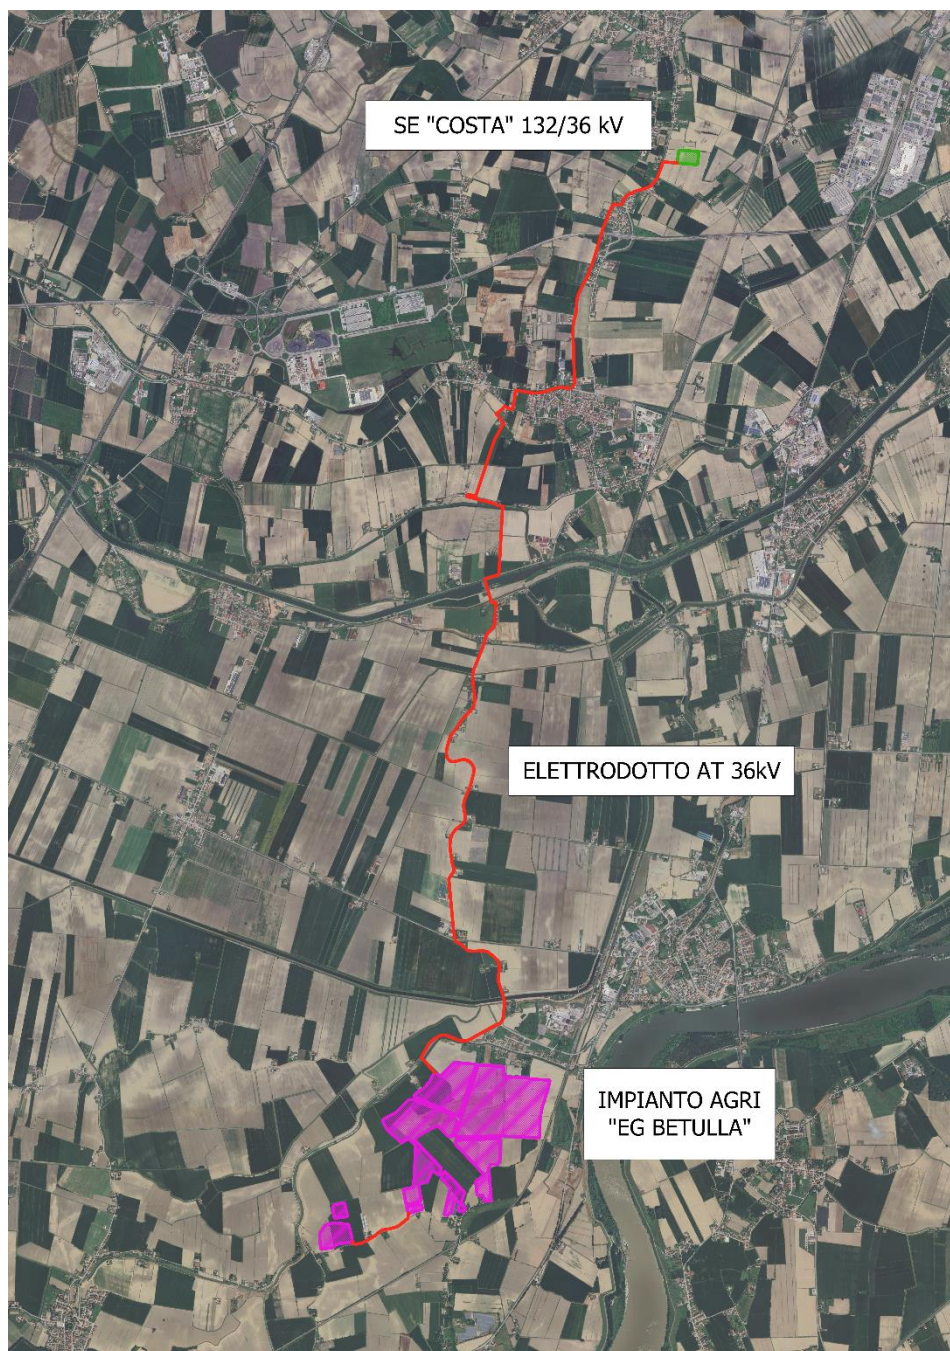 SE "COSTA" 132/36 kV
ELETTRODOTTO AT 36kV
IMPIANTO AGRI
"EG BETULLA"